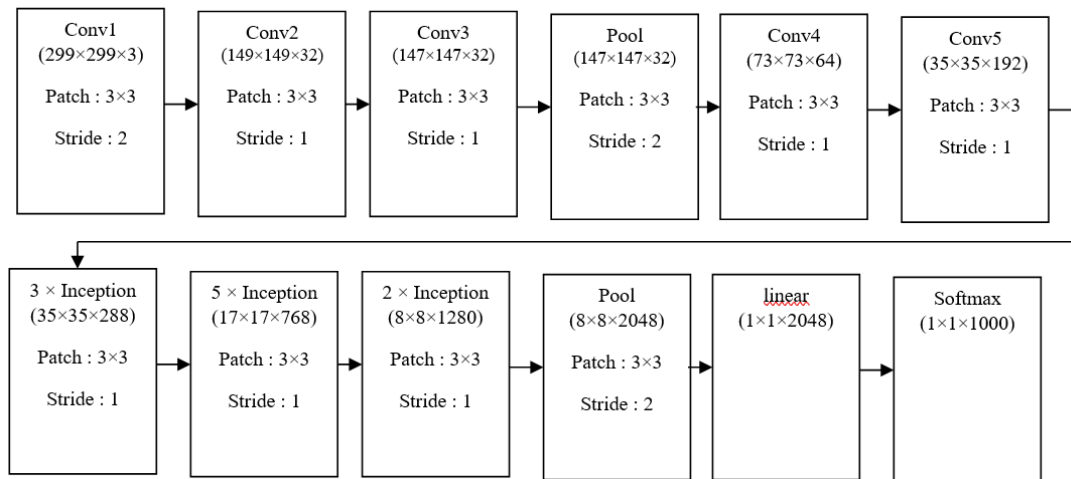 Conv1
(299×299×3)
Patch : 3×3
Stride : 2
Conv2
(149×149×32)
Patch : 3×3
Stride : 1
Conv3
(147×147×32)
Patch : 3×3
Stride : 1
Pool
(147×147×32)
Patch : 3×3
Stride : 2
Conv4
(73×73×64)
Patch : 3×3
Stride : 1
Conv5
(35×35×192)
Patch : 3×3
Stride : 1
3 × Inception
(35×35×288)
Patch : 3×3
Stride : 1
5 × Inception
(17×17×768)
Patch : 3×3
Stride : 1
2 × Inception
(8×8×1280)
Patch : 3×3
Stride : 1
Pool
(8×8×2048)
Patch : 3×3
Stride : 2
linear
(1×1×2048)
Softmax
(1×1×1000)